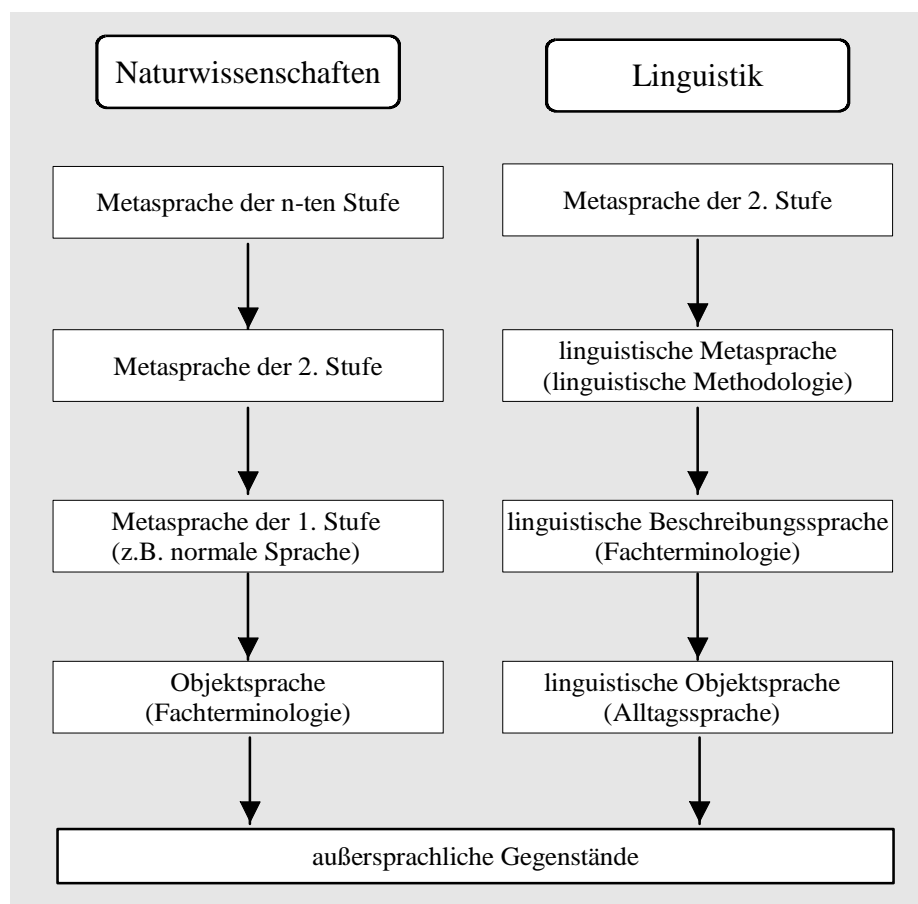 Naturwissenschaften
Linguistik
Metasprache der n-ten Stufe
Metasprache der 2. Stufe
Metasprache der 2. Stufe
linguistische Metasprache
(linguistische Methodologie)
Metasprache der 1. Stufe
(z.B. normale Sprache)
linguistische Beschreibungssprache
(Fachterminologie)
Objektsprache
(Fachterminologie)
linguistische Objektsprache
(Alltagssprache)
außersprachliche Gegenstände